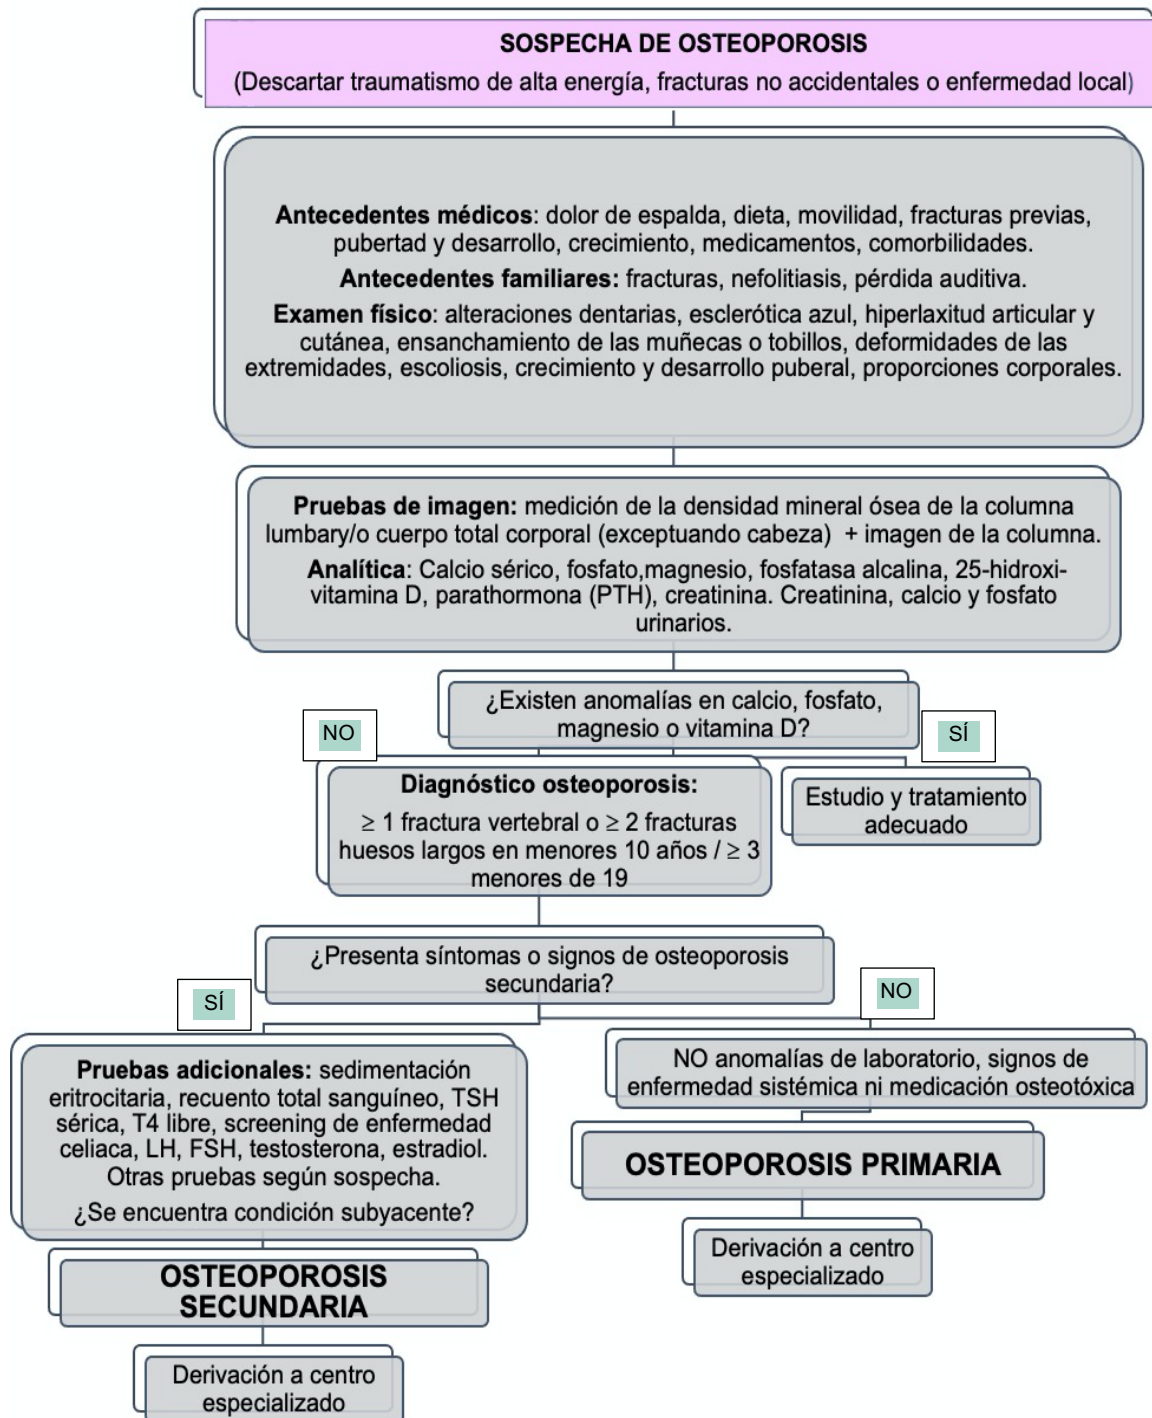 SOSPECHA DE OSTEOPOROSIS
(Descartar traumatismo de alta energía, fracturas no accidentales o enfermedad local)
Antecedentes médicos: dolor de espalda, dieta, movilidad, fracturas previas,
pubertad y desarrollo, crecimiento, medicamentos, comorbilidades.
Antecedentes familiares: fracturas, nefolitiasis, pérdida auditiva.
Examen físico: alteraciones dentarias, esclerótica azul, hiperlaxitud articular y
cutánea, ensanchamiento de las muñecas o tobillos, deformidades de las
extremidades, escoliosis, crecimiento y desarrollo puberal, proporciones corporales.
Pruebas de imagen: medición de la densidad mineral ósea de la columna
lumbary/o cuerpo total corporal (exceptuando cabeza) + imagen de la columna.
Analítica: Calcio sérico, fosfato,magnesio, fosfatasa alcalina, 25-hidroxi-
vitamina D, parathormona (PTH), creatinina. Creatinina, calcio y fosfato
urinarios.
¿Existen anomalías en calcio, fosfato,
magnesio o vitamina D?
NO
SÍ
Diagnóstico osteoporosis:
≥ 1 fractura vertebral o ≥ 2 fracturas
huesos largos en menores 10 años / ≥ 3
menores de 19
Estudio y tratamiento
adecuado
¿Presenta síntomas o signos de osteoporosis
secundaria?
SÍ
NO
Pruebas adicionales: sedimentación
eritrocitaria, recuento total sanguíneo, TSH
sérica, T4 libre, screening de enfermedad
celiaca, LH, FSH, testosterona, estradiol.
Otras pruebas según sospecha.
¿Se encuentra condición subyacente?
NO anomalías de laboratorio, signos de
enfermedad sistémica ni medicación osteotóxica
OSTEOPOROSIS PRIMARIA
Derivación a centro
especializado
OSTEOPOROSIS
SECUNDARIA
Derivación a centro
especializado